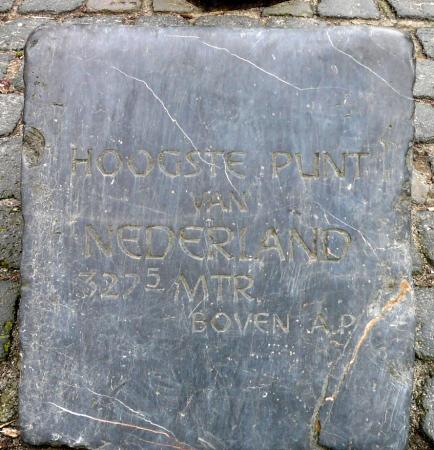 HOOGSTE PUNT
VAN
NEDERLAND
327⁵ MTR.
BOVEN A.P.